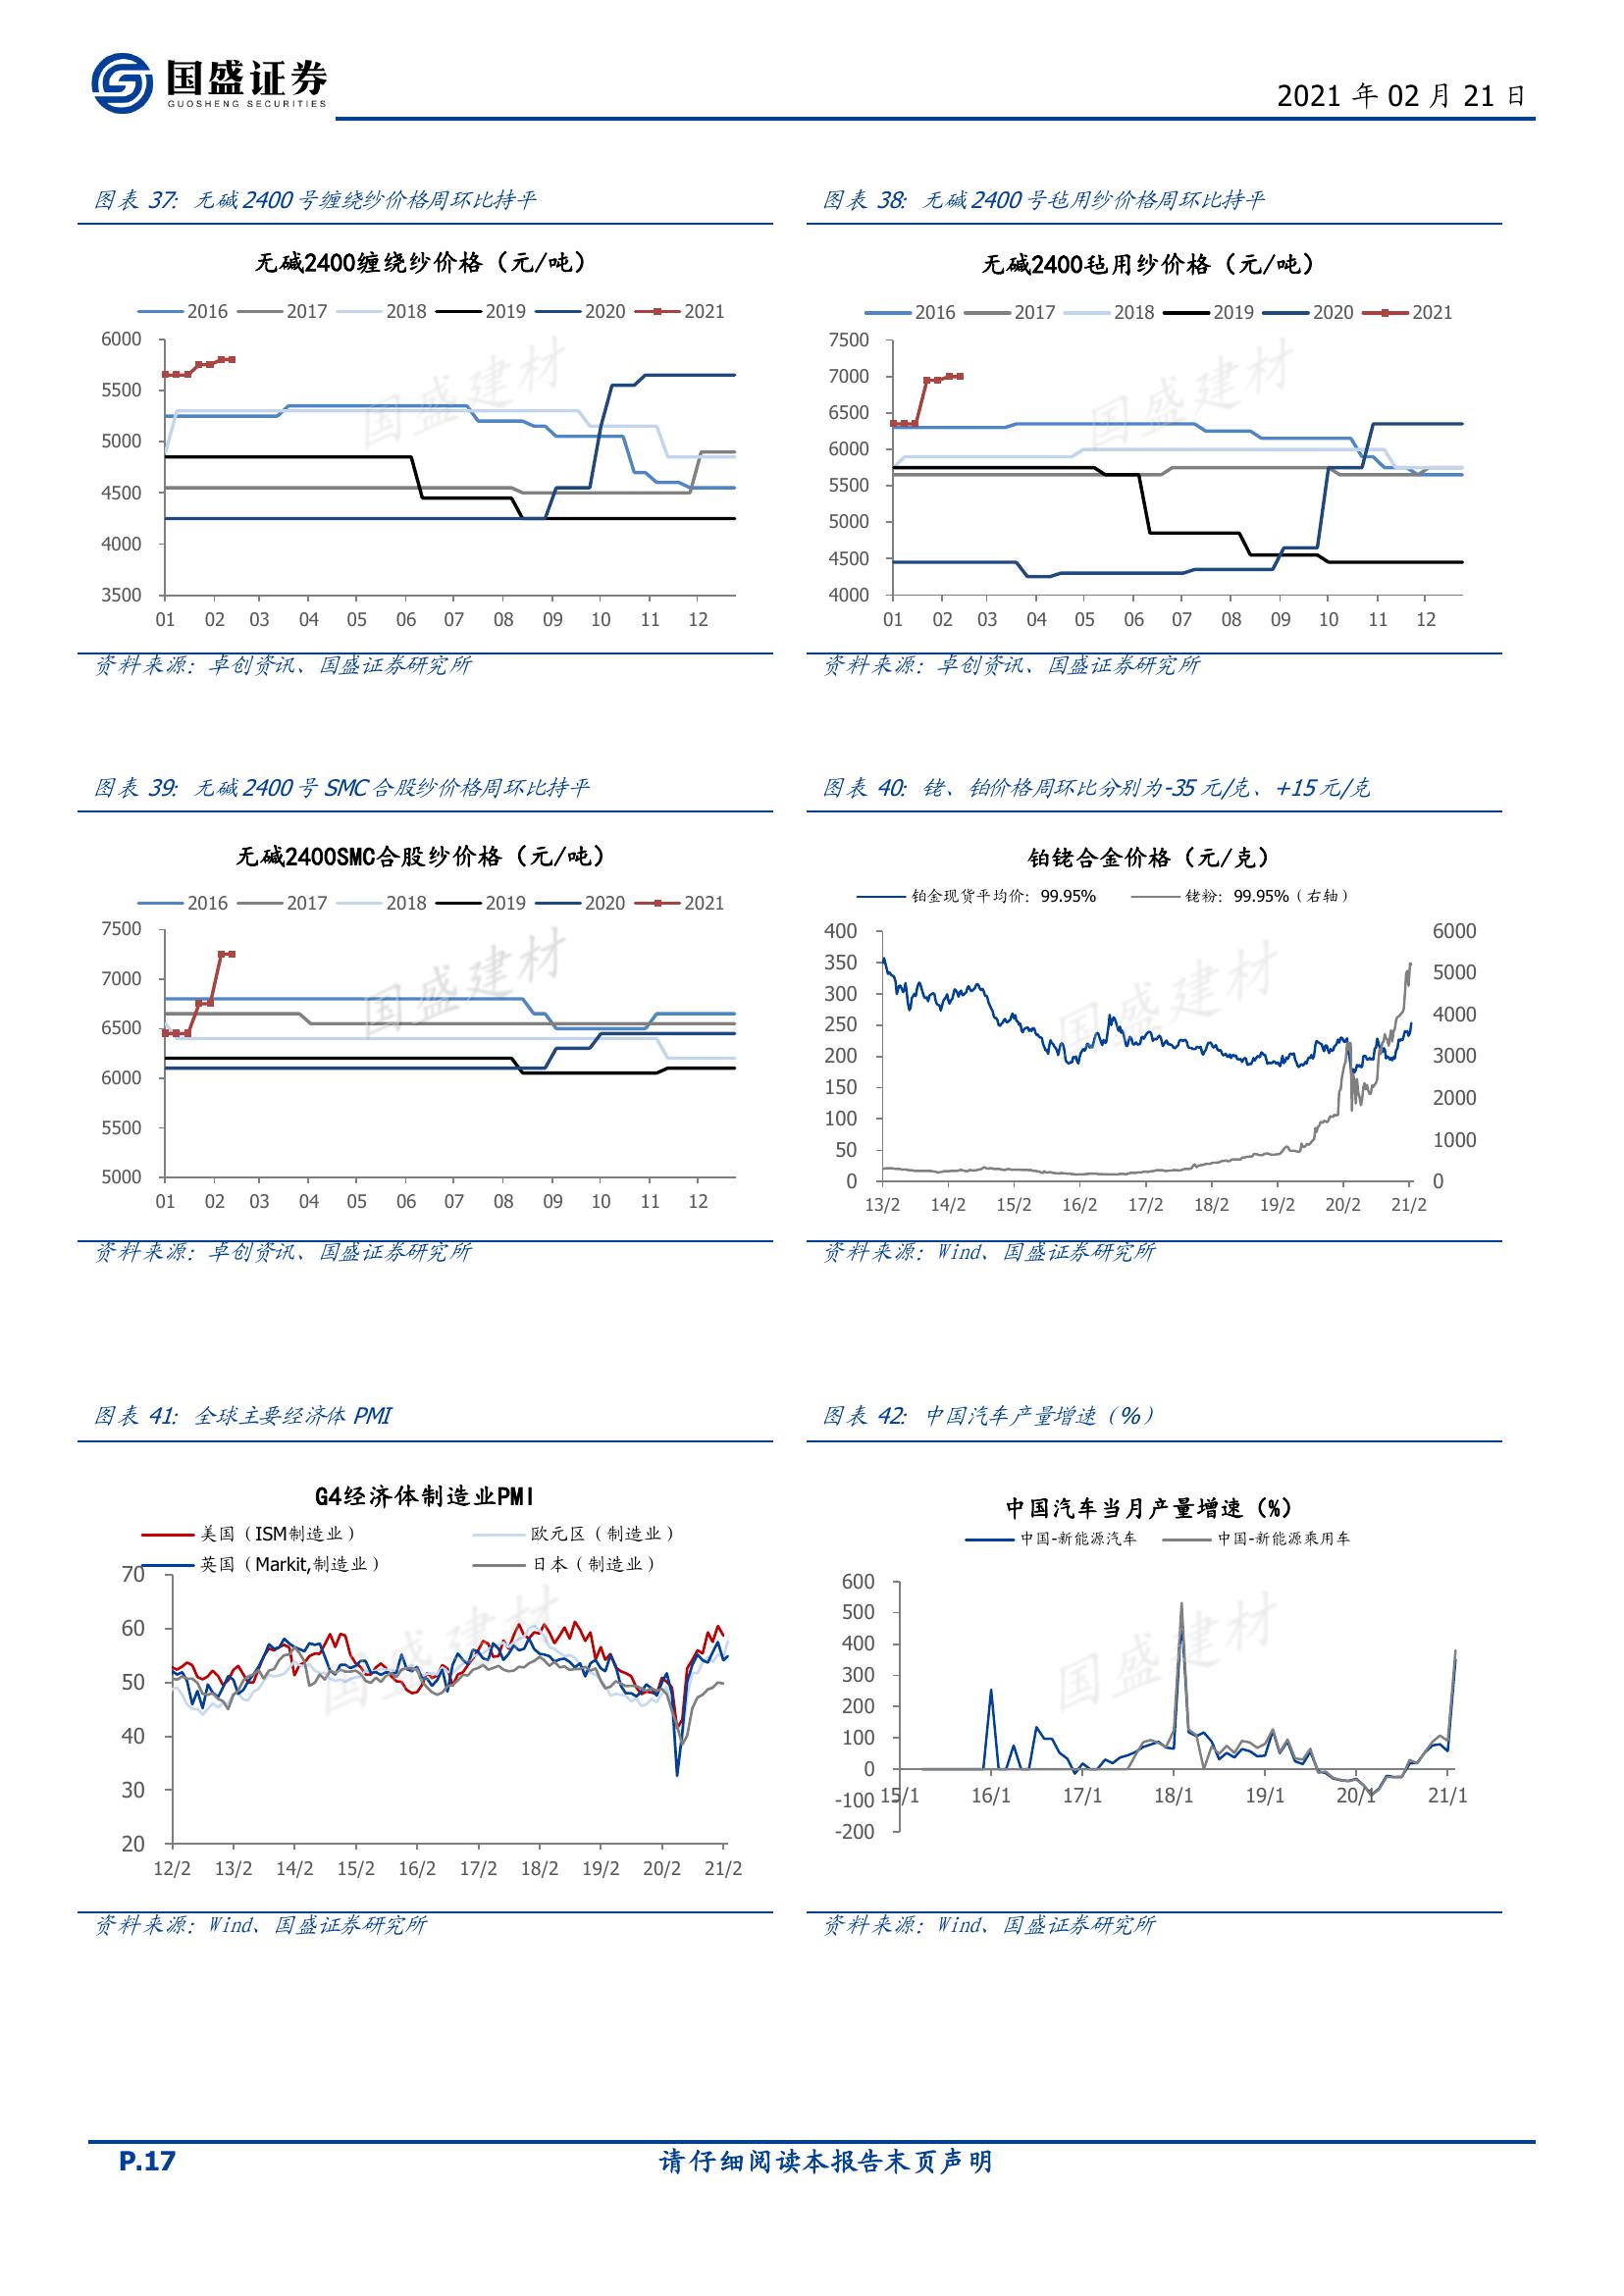 国盛证券
GUOSHENG SECURITIES
2021 年 02 月 21 日
图表 37：无碱 2400 号缠绕纱价格周环比持平
无碱2400缠绕纱价格（元/吨）
2016 2017 2018 2019 2020 2021
6000
5500
5000
4500
4000
3500
01 02 03 04 05 06 07 08 09 10 11 12
国盛建材
资料来源：卓创资讯、国盛证券研究所
图表 38：无碱 2400 号毡用纱价格周环比持平
无碱2400毡用纱价格（元/吨）
2016 2017 2018 2019 2020 2021
7500
7000
6500
6000
5500
5000
4500
4000
01 02 03 04 05 06 07 08 09 10 11 12
国盛建材
资料来源：卓创资讯、国盛证券研究所
图表 39：无碱 2400 号 SMC 合股纱价格周环比持平
无碱2400SMC合股纱价格（元/吨）
2016 2017 2018 2019 2020 2021
7500
7000
6500
6000
5500
5000
01 02 03 04 05 06 07 08 09 10 11 12
国盛建材
资料来源：卓创资讯、国盛证券研究所
图表 40：铑、铂价格周环比分别为-35 元/克、+15 元/克
铂铑合金价格（元/克）
铂金现货平均价：99.95% 铑粉：99.95%（右轴）
400 6000
350 5000
300 4000
250 3000
200 2000
150 1000
100 0
50
0
13/2 14/2 15/2 16/2 17/2 18/2 19/2 20/2 21/2
国盛建材
资料来源：Wind、国盛证券研究所
图表 41：全球主要经济体 PMI
G4经济体制造业PMI
美国（ISM制造业） 欧元区（制造业）
英国（Markit,制造业） 日本（制造业）
70
60
50
40
30
20
12/2 13/2 14/2 15/2 16/2 17/2 18/2 19/2 20/2 21/2
国盛建材
资料来源：Wind、国盛证券研究所
图表 42：中国汽车产量增速（%）
中国汽车当月产量增速（%）
中国-新能源汽车 中国-新能源乘用车
600
500
400
300
200
100
0
-100
-200
15/1 16/1 17/1 18/1 19/1 20/1 21/1
国盛建材
资料来源：Wind、国盛证券研究所
P.17 请仔细阅读本报告末页声明